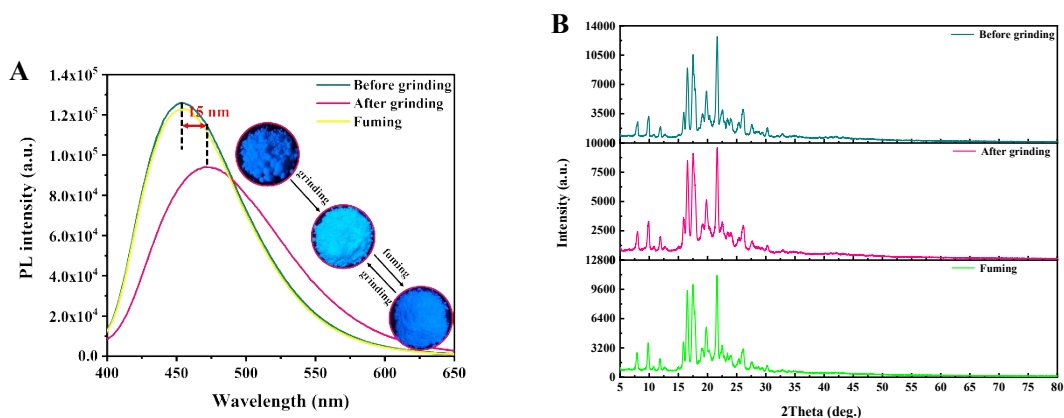 A
PL Intensity (a.u.)
1.4x10⁵
1.2x10⁵
1.0x10⁵
8.0x10⁴
6.0x10⁴
4.0x10⁴
2.0x10⁴
0.0
Before grinding
After grinding
Fuming
15 nm
grinding
fuming
grinding
400 450 500 550 600 650
Wavelength (nm)
B
Intensity (a.u.)
14000
10500
7000
3500
Before grinding
10000
7500
5000
2500
After grinding
12800
9600
6400
3200
Fuming
5 10 15 20 25 30 35 40 45 50 55 60 65 70 75 80
2Theta (deg.)